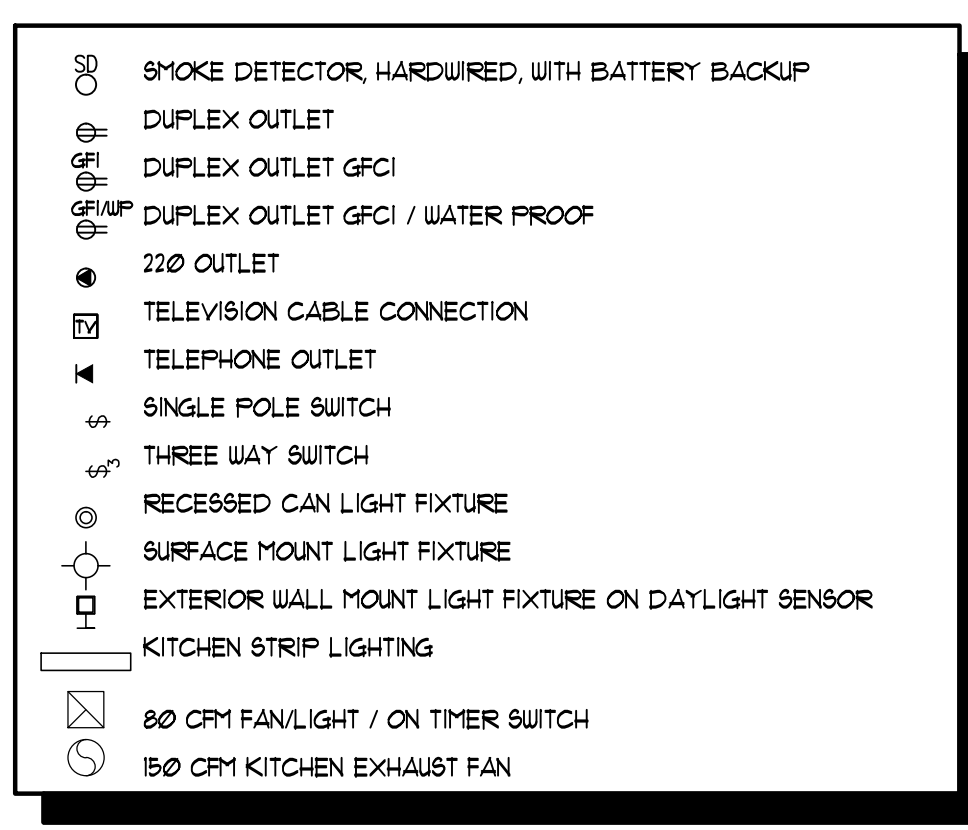 SD SMOKE DETECTOR, HARDWIRED, WITH BATTERY BACKUP
DUPLEX OUTLET
GFI DUPLEX OUTLET GFCI
GFI/WP DUPLEX OUTLET GFCI / WATER PROOF
220 OUTLET
TV TELEVISION CABLE CONNECTION
TELEPHONE OUTLET
$ SINGLE POLE SWITCH
$3 THREE WAY SWITCH
RECESSED CAN LIGHT FIXTURE
SURFACE MOUNT LIGHT FIXTURE
EXTERIOR WALL MOUNT LIGHT FIXTURE ON DAYLIGHT SENSOR
KITCHEN STRIP LIGHTING
80 CFM FAN/LIGHT / ON TIMER SWITCH
150 CFM KITCHEN EXHAUST FAN